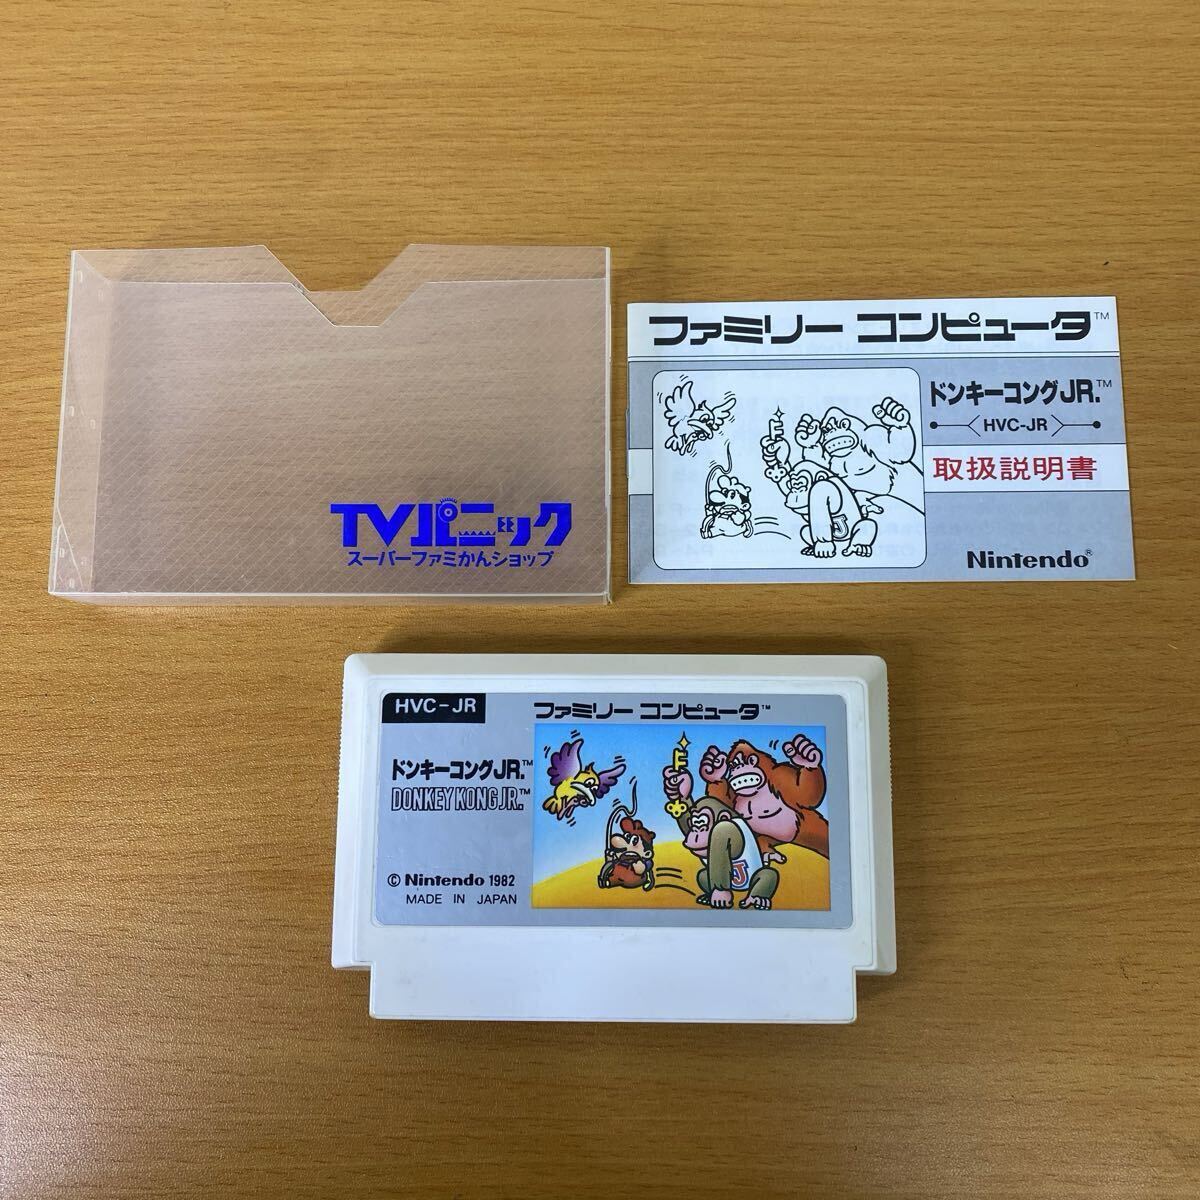 TVパニック
スーパーファミかんショップ
ファミリー コンピュータ™
ドンキーコングJR.™
HVC-JR
取扱説明書
Nintendo®
J
HVC-JR
ファミリー コンピュータ™
ドンキーコングJR.™
DONKEY KONG JR.™
© Nintendo 1982
MADE IN JAPAN
J